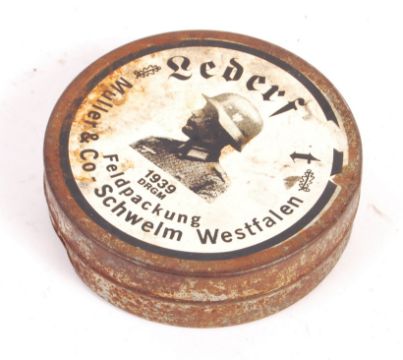 Lederf t
1939
DRGM
Feldpackung
Müller & Co · Schwelm Westfalen